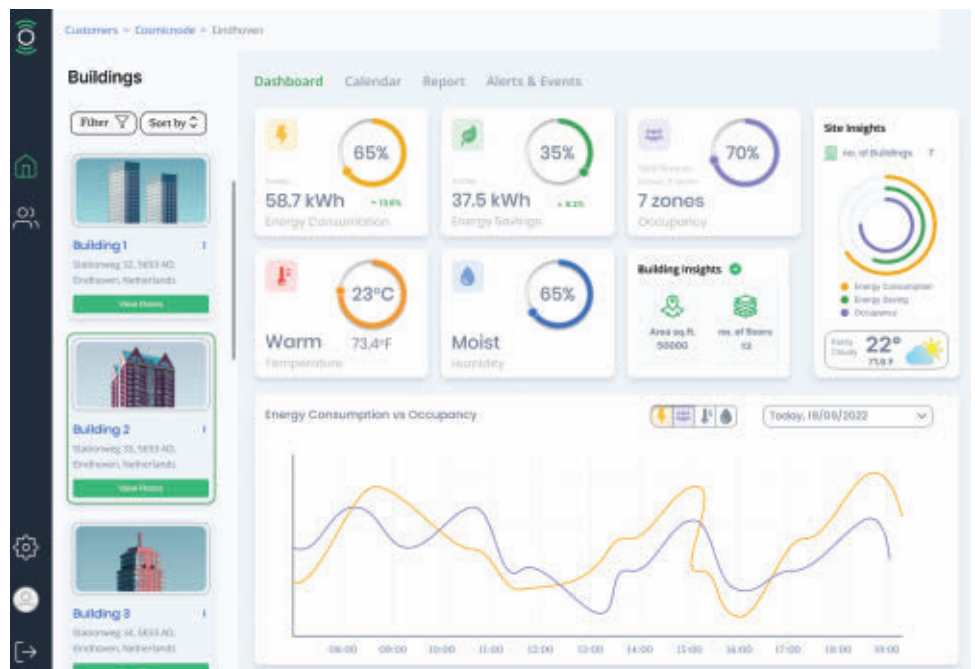 Customers > Cosmicnode > Eindhoven
Buildings
Filter
Sort by
Building 1
Stationweg 32, 5653 AD,
Eindhoven, Netherlands
View Floors
Building 2
Stationweg 33, 5653 AD,
Eindhoven, Netherlands
View Floors
Building 3
Stationweg 34, 5653 AD,
Eindhoven, Netherlands
Dashboard Calendar Report Alerts & Events
65%
58.7 kWh
Energy Consumption
35%
37.5 kWh
Energy Savings
70%
7 zones
Occupancy
23°C
Warm 73.4°F
Temperature
65%
Moist
Humidity
Building Insights
Area sq.ft. no. of floors
50000 12
Site Insights
no. of Buildings 7
Energy Consumption
Energy Saving
Occupancy
Partly
Cloudy
22°
71.6 F
Energy Consumption vs Occupancy
Today, 19/09/2022
08:00 09:00 10:00 11:00 12:00 13:00 14:00 15:00 16:00 17:00 18:00 19:00